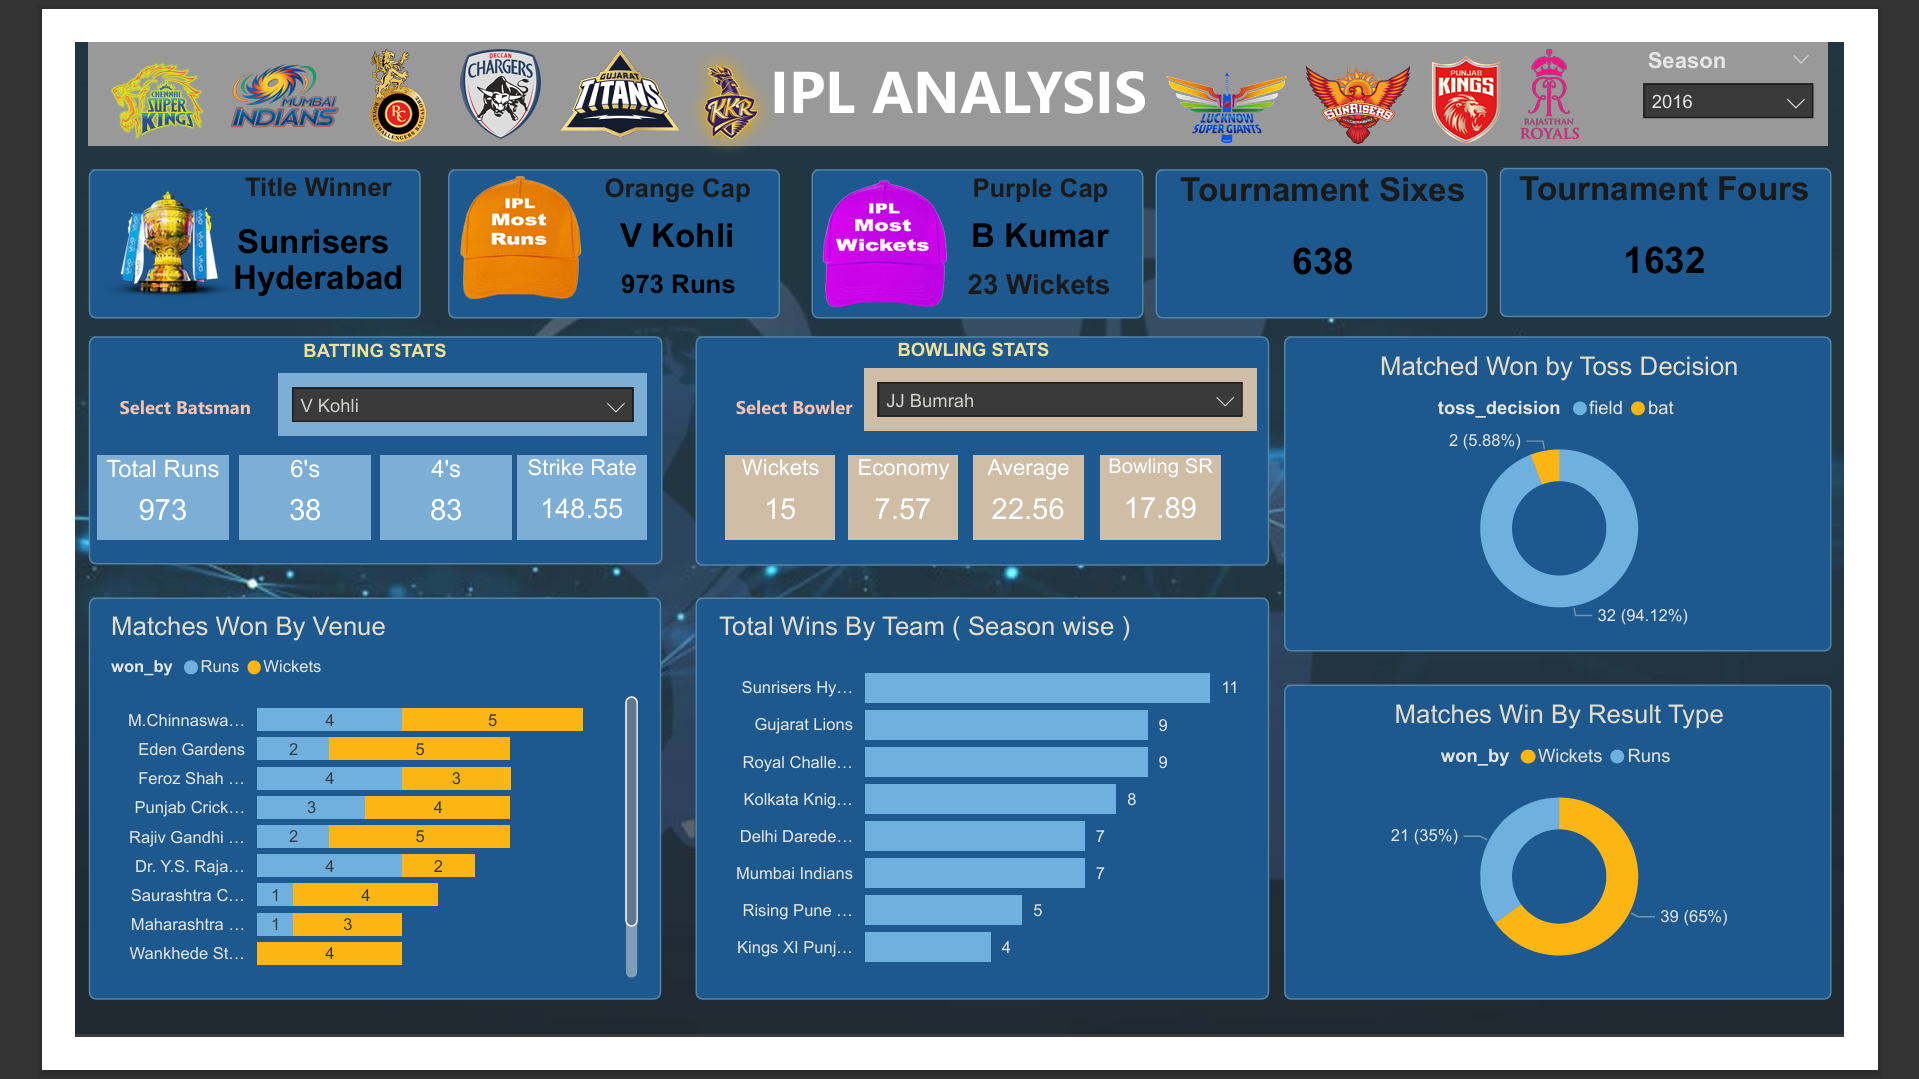 CHENNAI
SUPER
KINGS
MUMBAI
INDIANS
ROYAL CHALLENGERS
RC
DECCAN
CHARGERS
GUJARAT
TITANS
KKR
IPL ANALYSIS
LUCKNOW
SUPER GIANTS
SUNRISERS
PUNJAB
KINGS
RAJASTHAN
ROYALS
Season
2016
Title Winner
Sunrisers
Hyderabad
IPL
Most
Runs
Orange Cap
V Kohli
973 Runs
IPL
Most
Wickets
Purple Cap
B Kumar
23 Wickets
Tournament Sixes
638
Tournament Fours
1632
BATTING STATS
Select Batsman
V Kohli
Total Runs
973
6's
38
4's
83
Strike Rate
148.55
BOWLING STATS
Select Bowler
JJ Bumrah
Wickets
15
Economy
7.57
Average
22.56
Bowling SR
17.89
Matched Won by Toss Decision
toss_decision field bat
2 (5.88%)
32 (94.12%)
Matches Won By Venue
won_by Runs Wickets
M.Chinnaswa... 4 5
Eden Gardens 2 5
Feroz Shah ... 4 3
Punjab Crick... 3 4
Rajiv Gandhi ... 2 5
Dr. Y.S. Raja... 4 2
Saurashtra C... 1 4
Maharashtra ... 1 3
Wankhede St... 4
Total Wins By Team ( Season wise )
Sunrisers Hy... 11
Gujarat Lions 9
Royal Challe... 9
Kolkata Knig... 8
Delhi Darede... 7
Mumbai Indians 7
Rising Pune ... 5
Kings XI Punj... 4
Matches Win By Result Type
won_by Wickets Runs
21 (35%)
39 (65%)